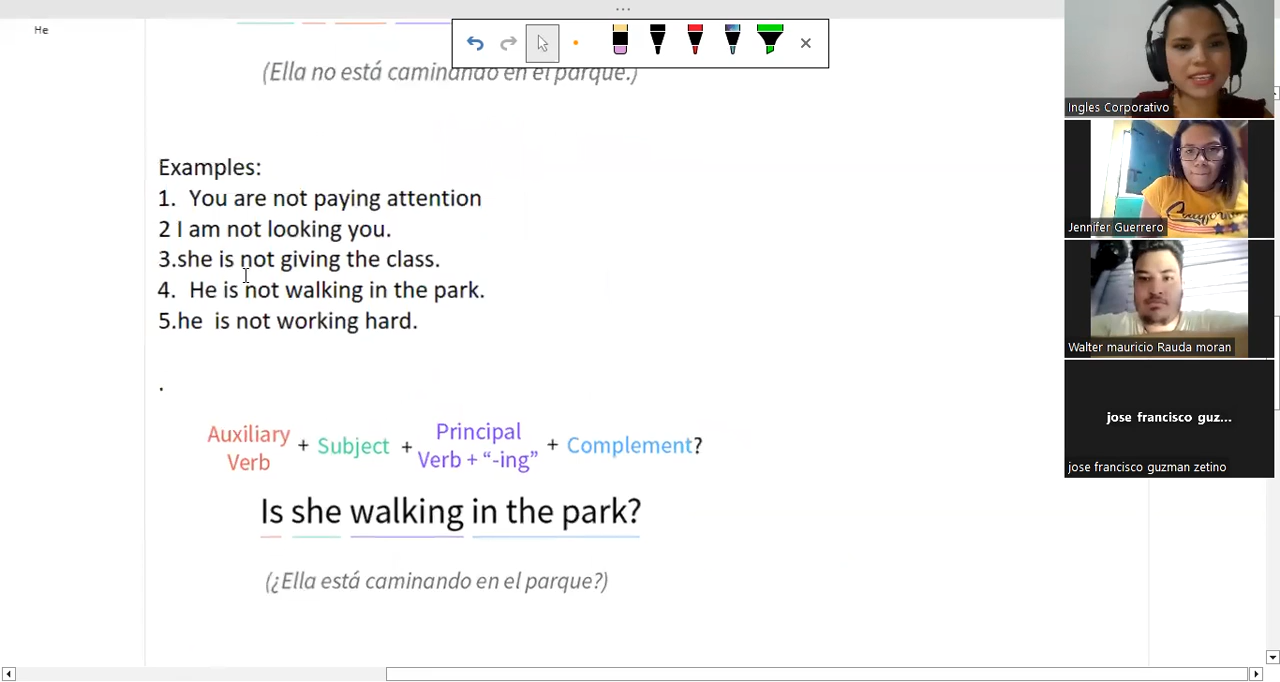 ...
He
(Ella no está caminando en el parque.)
Examples:
1. You are not paying attention
2 I am not looking you.
3.she is not giving the class.
4. He is not walking in the park.
5.he is not working hard.
.
Auxiliary Verb + Subject + Principal Verb + “-ing” + Complement?
Is she walking in the park?
(¿Ella está caminando en el parque?)
Ingles Corporativo
California
Jennifer Guerrero
Walter mauricio Rauda moran
jose francisco guz...
jose francisco guzman zetino